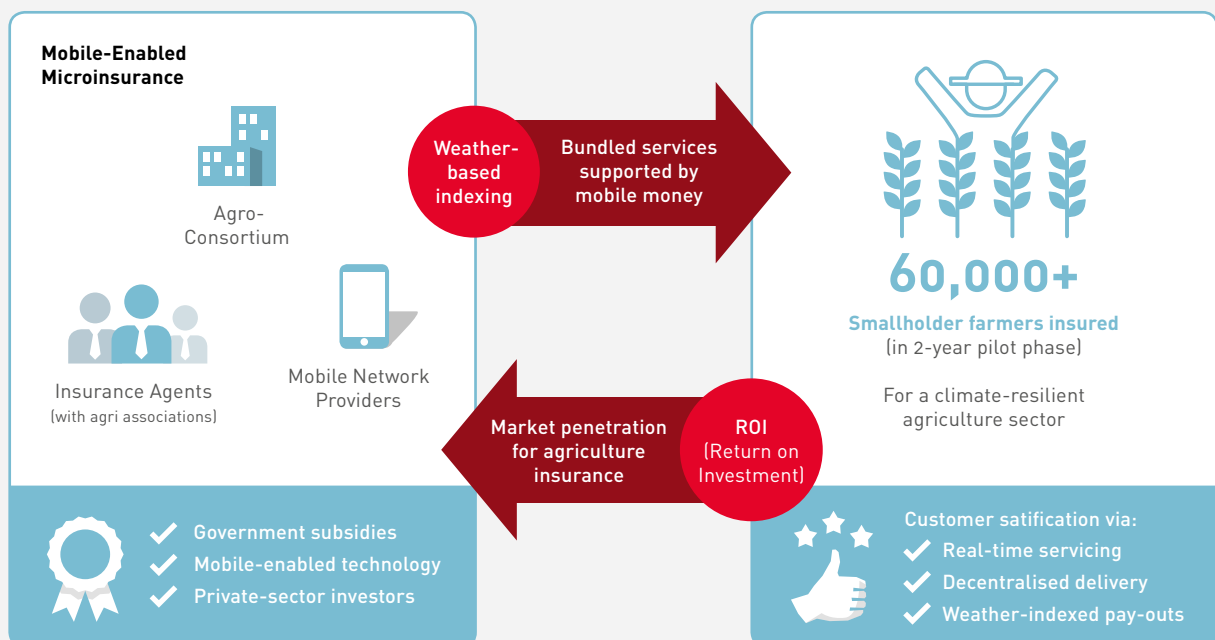 Mobile-Enabled
Microinsurance
Agro-
Consortium
Insurance Agents
(with agri associations)
Mobile Network
Providers
Government subsidies
Mobile-enabled technology
Private-sector investors
Weather-
based
indexing
Bundled services
supported by
mobile money
Market penetration
for agriculture
insurance
ROI
(Return on
Investment)
60,000+
Smallholder farmers insured
(in 2-year pilot phase)
For a climate-resilient
agriculture sector
Customer satification via:
Real-time servicing
Decentralised delivery
Weather-indexed pay-outs